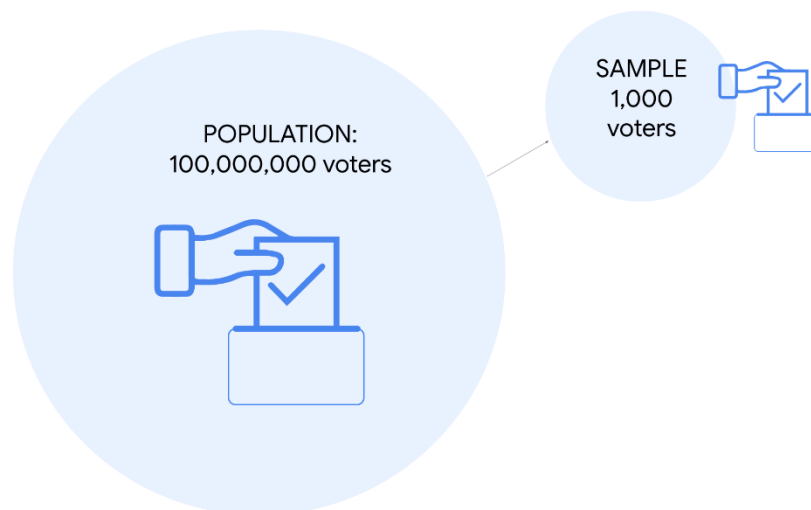 POPULATION:
100,000,000 voters
SAMPLE
1,000
voters